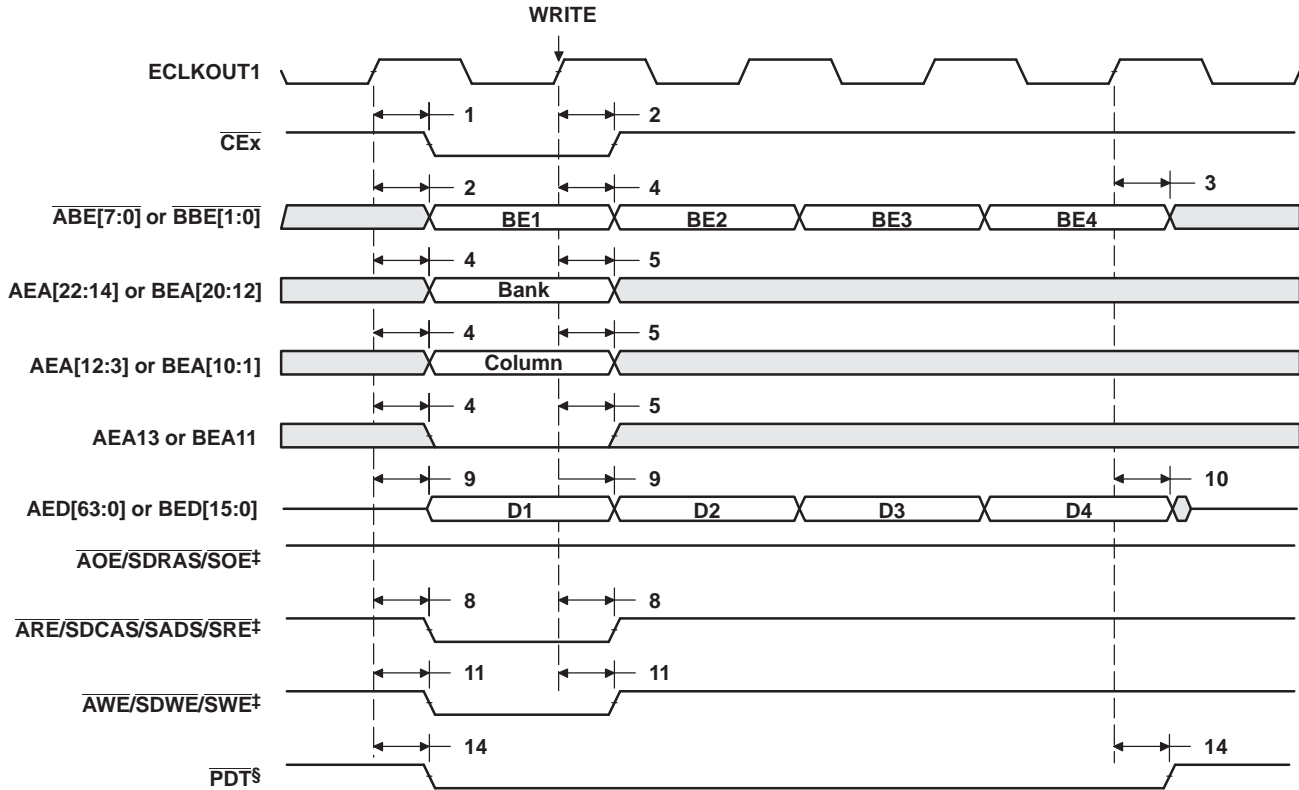 WRITE
ECLKOUT1
1 2
CEx
2 4 3
ABE[7:0] or BBE[1:0] BE1 BE2 BE3 BE4
4 5
AEA[22:14] or BEA[20:12] Bank
4 5
AEA[12:3] or BEA[10:1] Column
4 5
AEA13 or BEA11
9 9 10
AED[63:0] or BED[15:0] D1 D2 D3 D4
AOE/SDRAS/SOE‡
8 8
ARE/SDCAS/SADS/SRE‡
11 11
AWE/SDWE/SWE‡
14 14
PDT§